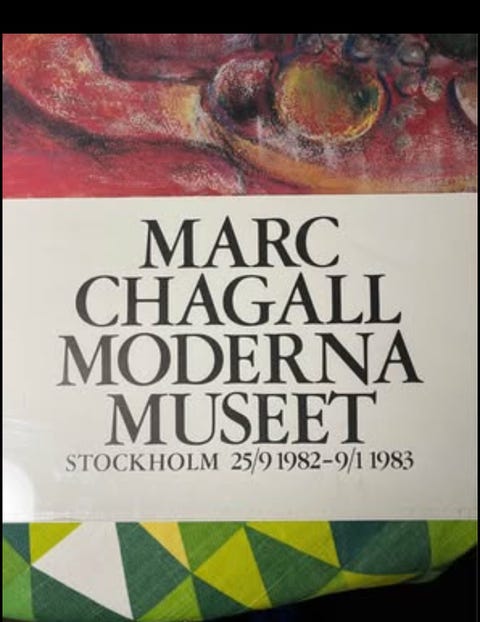 MARC
CHAGALL
MODERNA
MUSEET
STOCKHOLM 25/9 1982–9/1 1983